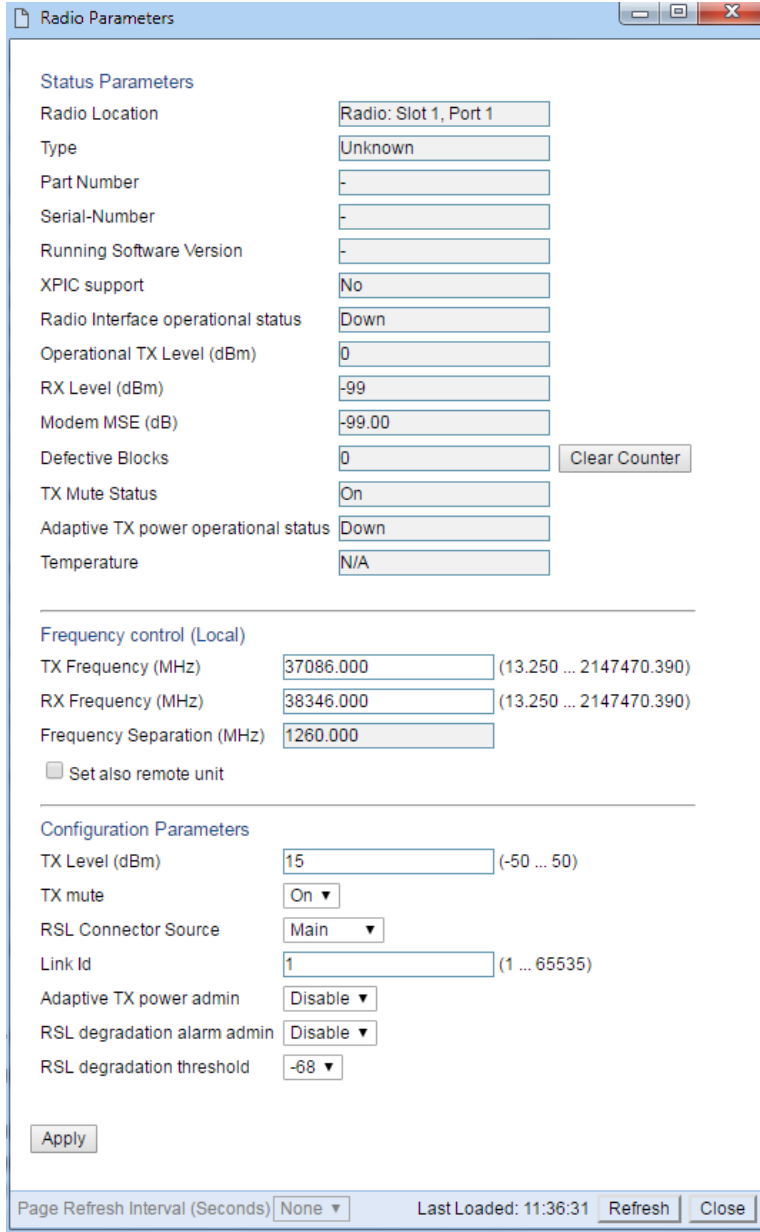 Radio Parameters
Status Parameters
Radio Location Radio: Slot 1, Port 1
Type Unknown
Part Number -
Serial-Number -
Running Software Version -
XPIC support No
Radio Interface operational status Down
Operational TX Level (dBm) 0
RX Level (dBm) -99
Modem MSE (dB) -99.00
Defective Blocks 0 Clear Counter
TX Mute Status On
Adaptive TX power operational status Down
Temperature N/A
Frequency control (Local)
TX Frequency (MHz) 37086.000 (13.250 ... 2147470.390)
RX Frequency (MHz) 38346.000 (13.250 ... 2147470.390)
Frequency Separation (MHz) 1260.000
Set also remote unit
Configuration Parameters
TX Level (dBm) 15 (-50 ... 50)
TX mute On
RSL Connector Source Main
Link Id 1 (1 ... 65535)
Adaptive TX power admin Disable
RSL degradation alarm admin Disable
RSL degradation threshold -68
Apply
Page Refresh Interval (Seconds) None Last Loaded: 11:36:31 Refresh Close